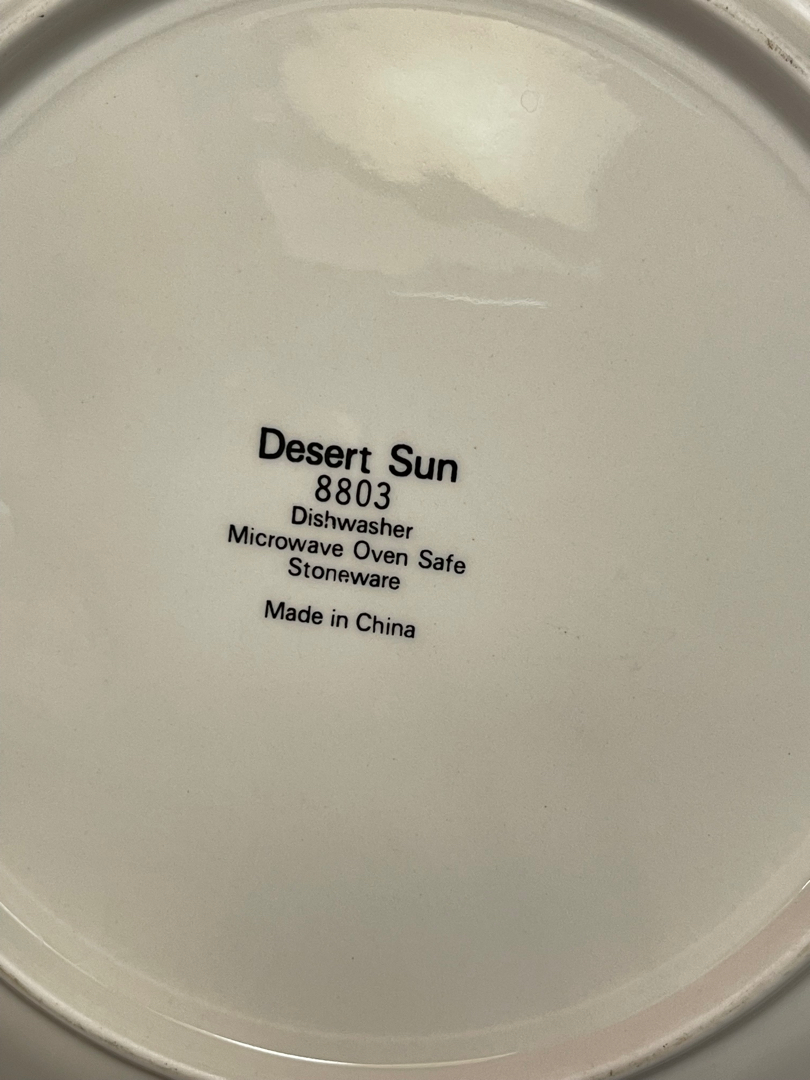 Desert Sun
8803
Dishwasher
Microwave Oven Safe
Stoneware
Made in China